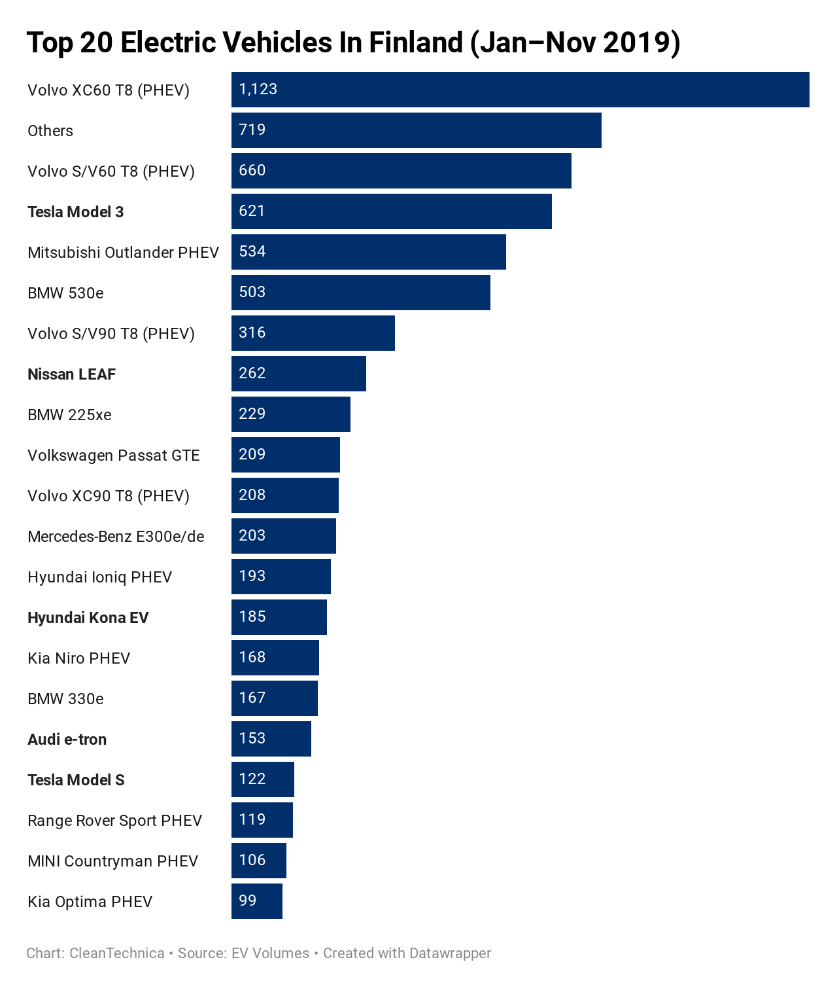 Top 20 Electric Vehicles In Finland (Jan–Nov 2019)
Volvo XC60 T8 (PHEV) 1,123
Others 719
Volvo S/V60 T8 (PHEV) 660
Tesla Model 3 621
Mitsubishi Outlander PHEV 534
BMW 530e 503
Volvo S/V90 T8 (PHEV) 316
Nissan LEAF 262
BMW 225xe 229
Volkswagen Passat GTE 209
Volvo XC90 T8 (PHEV) 208
Mercedes-Benz E300e/de 203
Hyundai Ioniq PHEV 193
Hyundai Kona EV 185
Kia Niro PHEV 168
BMW 330e 167
Audi e-tron 153
Tesla Model S 122
Range Rover Sport PHEV 119
MINI Countryman PHEV 106
Kia Optima PHEV 99
Chart: CleanTechnica • Source: EV Volumes • Created with Datawrapper